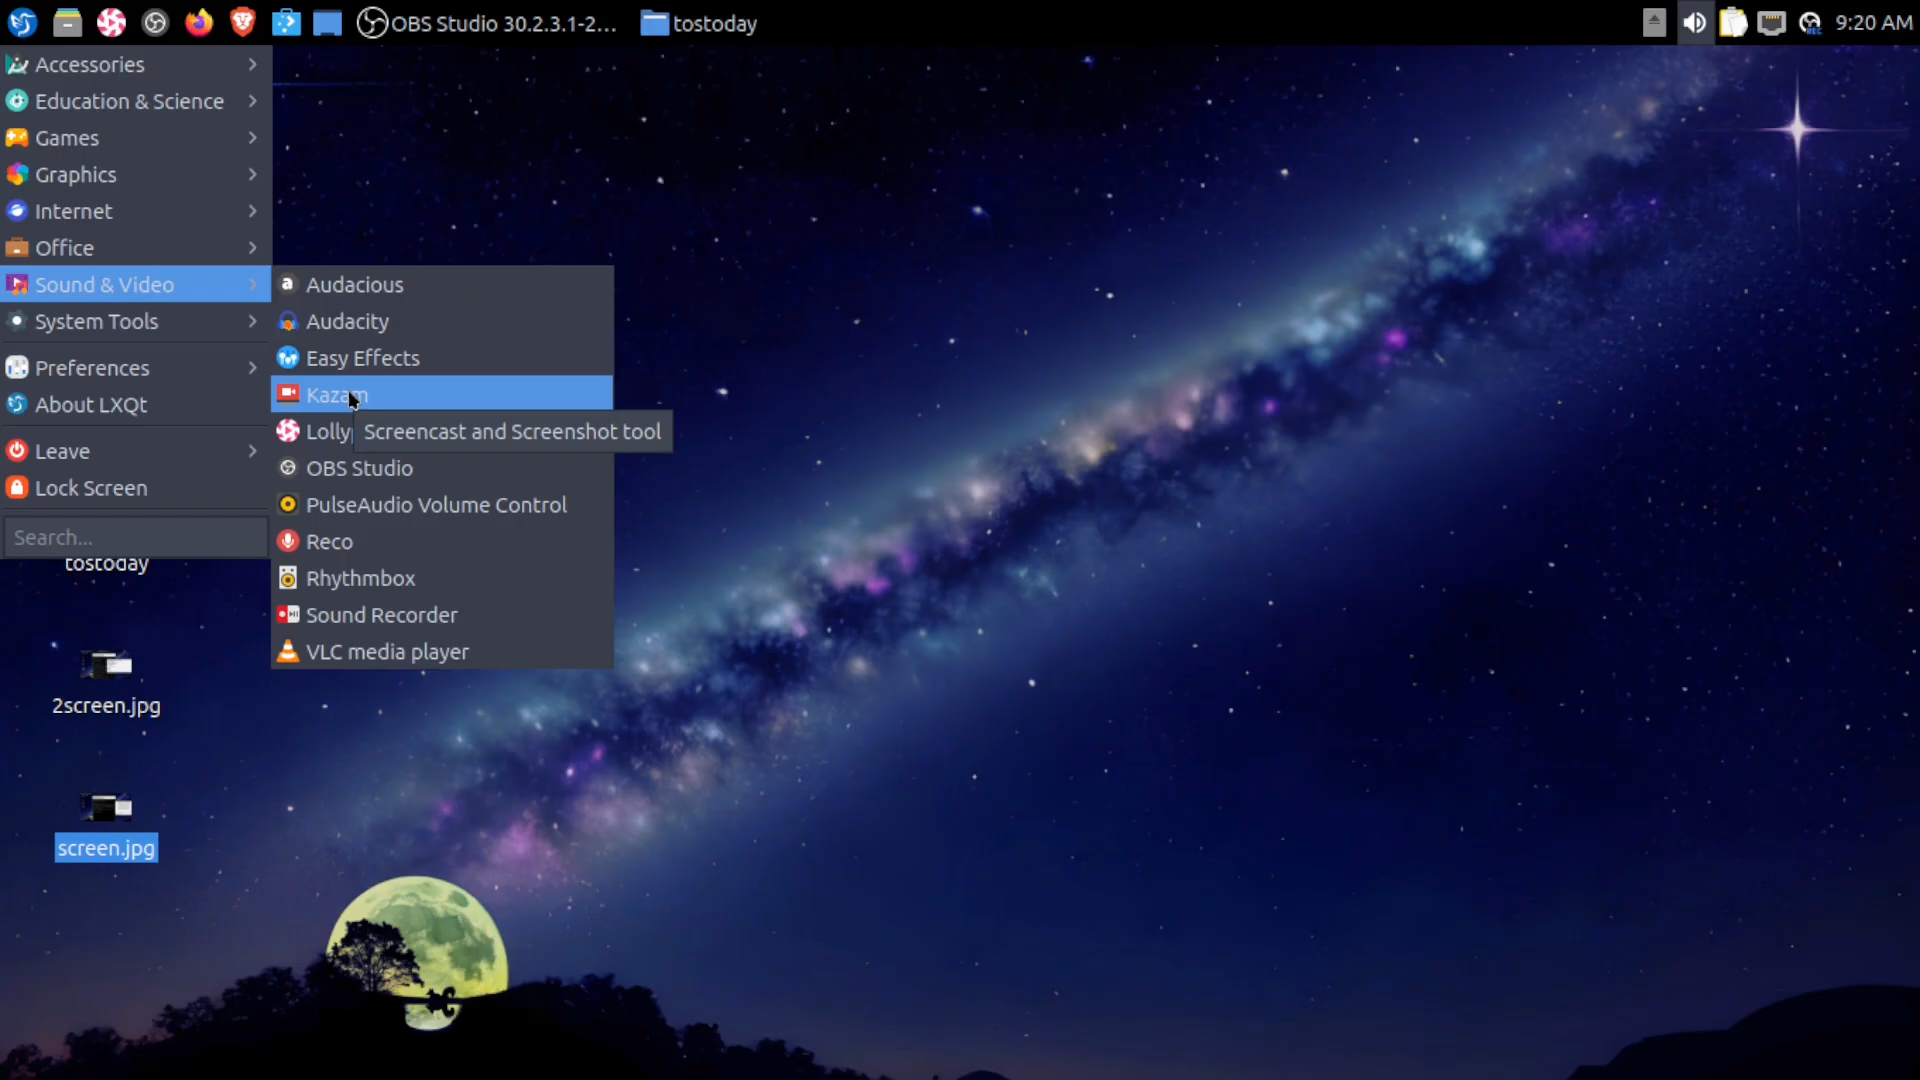 OBS Studio 30.2.3.1-2...
tostoday
9:20 AM
Accessories
Education & Science
Games
Graphics
Internet
Office
Sound & Video
System Tools
Preferences
About LXQt
Leave
Lock Screen
Search...
Audacious
Audacity
Easy Effects
Kazam
Lolly
Screencast and Screenshot tool
OBS Studio
PulseAudio Volume Control
Reco
Rhythmbox
Sound Recorder
VLC media player
tostoday
2screen.jpg
screen.jpg